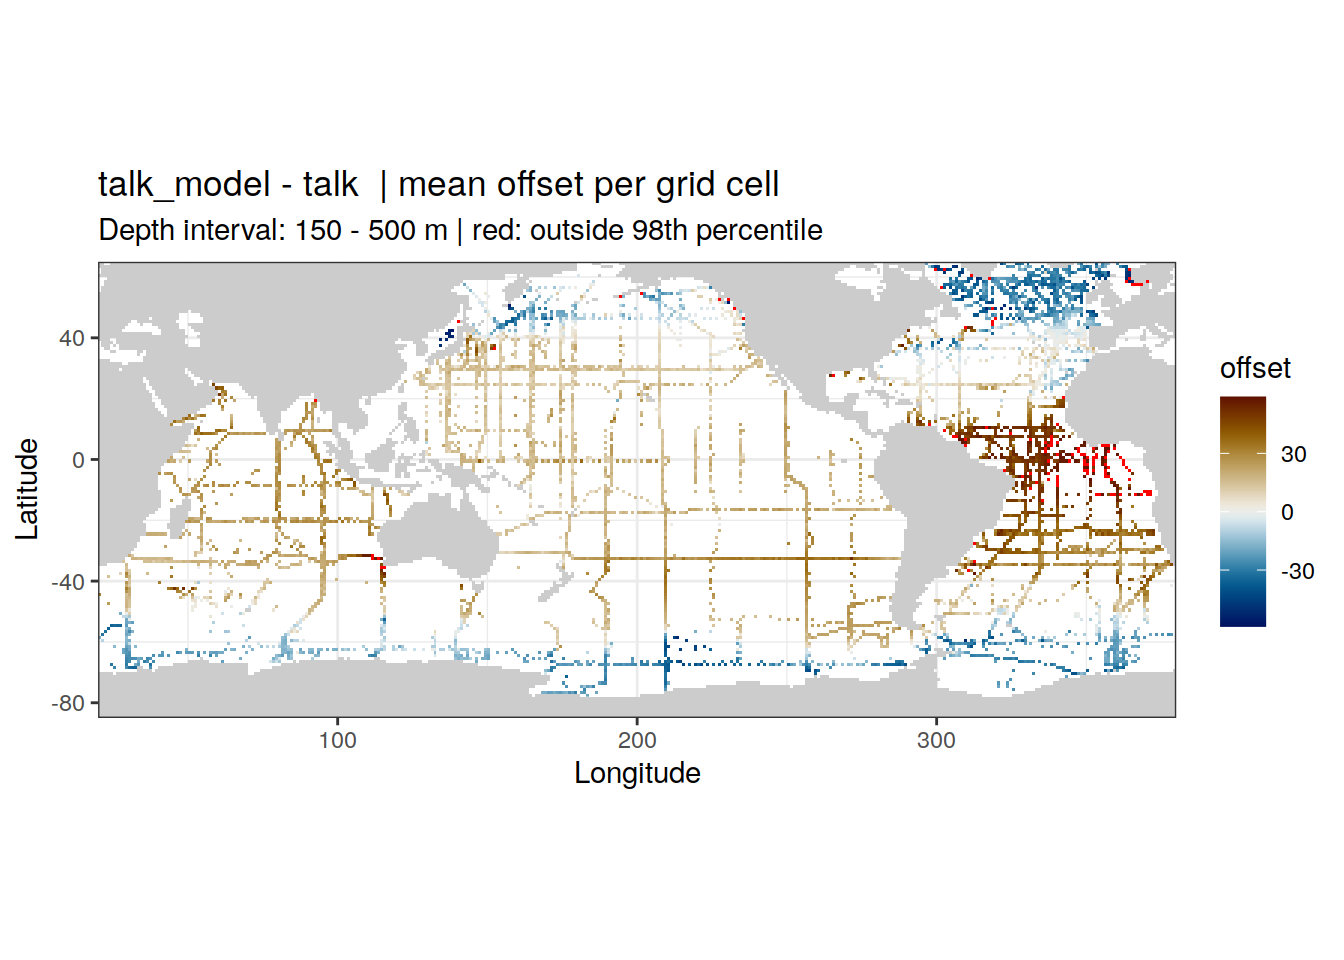 talk_model - talk  | mean offset per grid cell
Depth interval: 150 - 500 m | red: outside 98th percentile
offset
30
0
-30
40
0
-40
-80
Latitude
100
200
300
Longitude